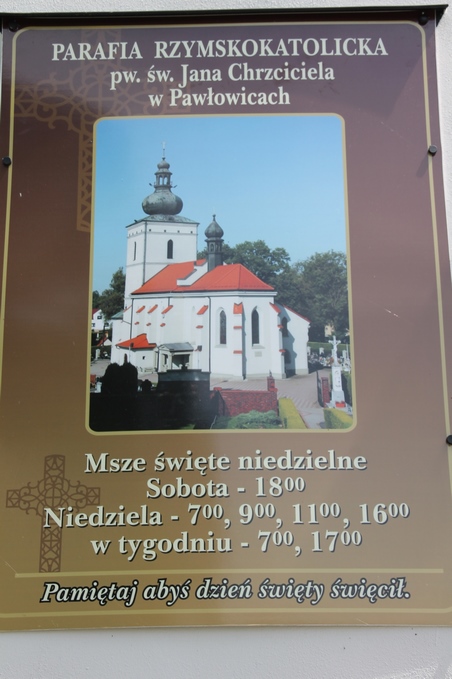 PARAFIA RZYMSKOKATOLICKA
pw. św. Jana Chrzciciela
w Pawłowicach
Msze święte niedzielne
Sobota - 18⁰⁰
Niedziela - 7⁰⁰, 9⁰⁰, 11⁰⁰, 16⁰⁰
w tygodniu - 7⁰⁰, 17⁰⁰
Pamiętaj abyś dzień święty święcił.